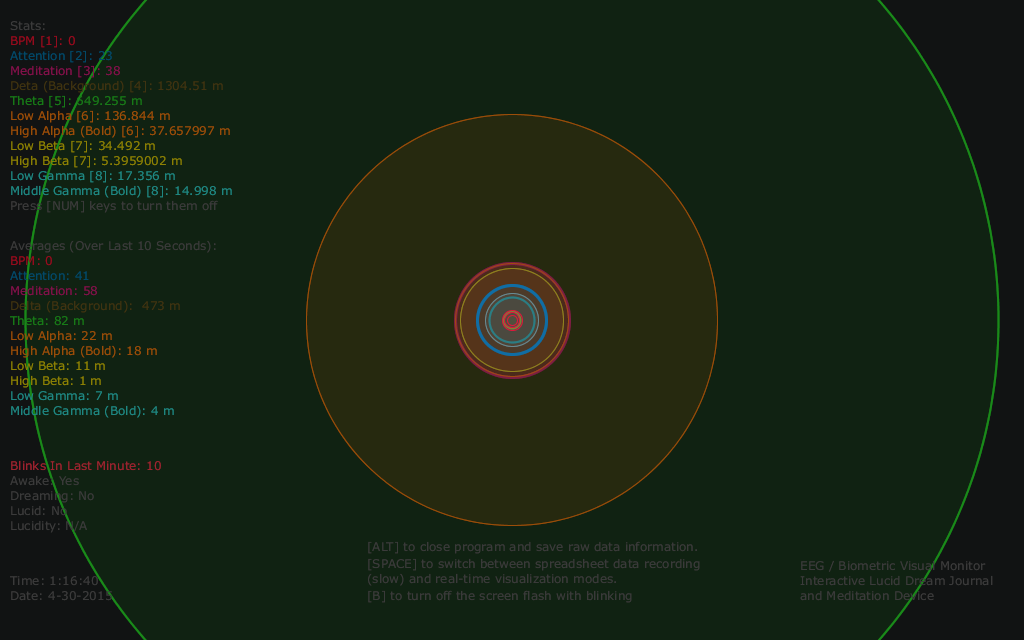 Stats:
BPM [1]: 0
Attention [2]: 23
Meditation [3]: 38
Deta (Background) [4]: 1304.51 m
Theta [5]: 649.255 m
Low Alpha [6]: 136.844 m
High Alpha (Bold) [6]: 37.657997 m
Low Beta [7]: 34.492 m
High Beta [7]: 5.3959002 m
Low Gamma [8]: 17.356 m
Middle Gamma (Bold) [8]: 14.998 m
Press [NUM] keys to turn them off
Averages (Over Last 10 Seconds):
BPM: 0
Attention: 41
Meditation: 58
Delta (Background): 473 m
Theta: 82 m
Low Alpha: 22 m
High Alpha (Bold): 18 m
Low Beta: 11 m
High Beta: 1 m
Low Gamma: 7 m
Middle Gamma (Bold): 4 m
Blinks In Last Minute: 10
Awake: Yes
Dreaming: No
Lucid: No
Lucidity: N/A
Time: 1:16:40
Date: 4-30-2015
[ALT] to close program and save raw data information.
[SPACE] to switch between spreadsheet data recording
(slow) and real-time visualization modes.
[B] to turn off the screen flash with blinking
EEG / Biometric Visual Monitor
Interactive Lucid Dream Journal
and Meditation Device